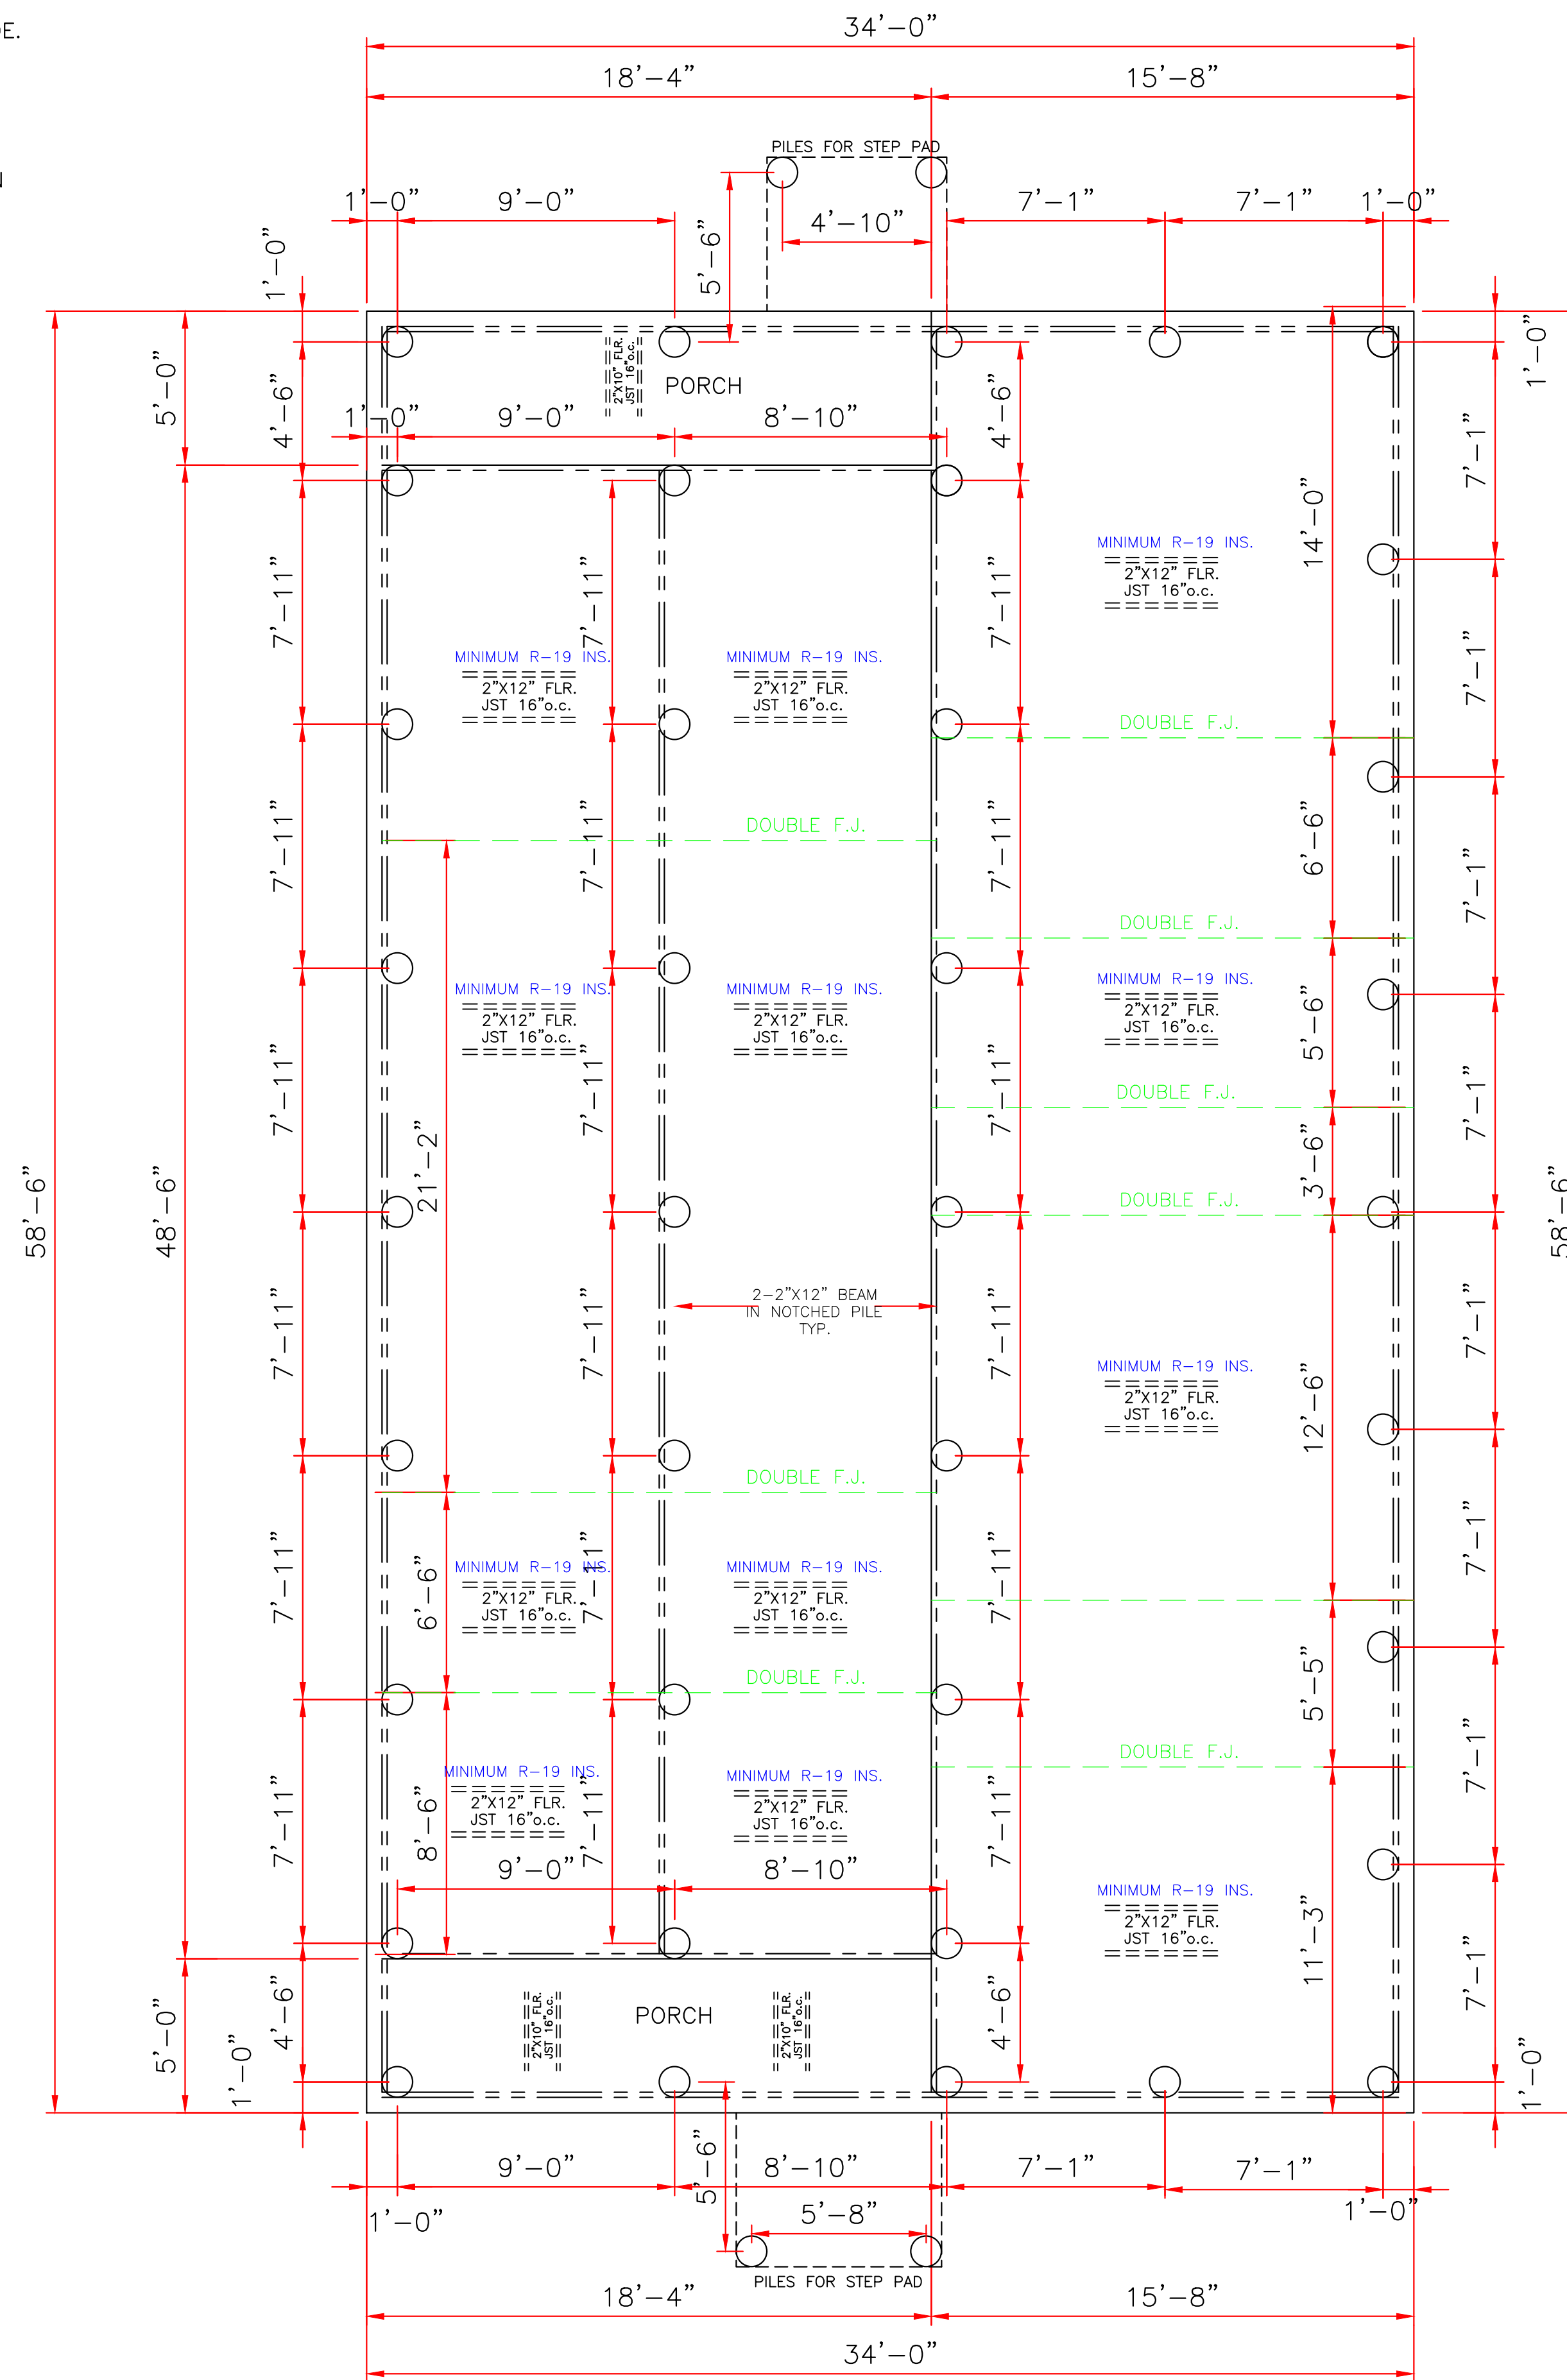 34'-0"
18'-4" 15'-8"
PILES FOR STEP PAD
1'-0" 9'-0" 7'-1" 7'-1" 1'-0"
4'-10"
5'-6"
1'-0"
1'-0"
5'-0"
4'-6"
2"X10" FLR.
JST 16"o.c.
PORCH
1'-0" 9'-0" 8'-10"
4'-6"
7'-1"
14'-0"
MINIMUM R-19 INS.
2"X12" FLR.
JST 16"o.c.
7'-11" 7'-11" 7'-11"
7'-1"
MINIMUM R-19 INS.
2"X12" FLR.
JST 16"o.c.
MINIMUM R-19 INS.
2"X12" FLR.
JST 16"o.c.
DOUBLE F.J.
DOUBLE F.J.
7'-11" 7'-11" 7'-11"
6'-6"
7'-1"
DOUBLE F.J.
MINIMUM R-19 INS.
2"X12" FLR.
JST 16"o.c.
MINIMUM R-19 INS.
2"X12" FLR.
JST 16"o.c.
MINIMUM R-19 INS.
2"X12" FLR.
JST 16"o.c.
5'-6"
7'-11" 7'-11" 7'-11"
DOUBLE F.J.
7'-1"
21'-2"
3'-6"
58'-6"
48'-6"
DOUBLE F.J.
58'-6"
2-2"X12" BEAM
IN NOTCHED PILE
TYP.
7'-11" 7'-11" 7'-11"
7'-1"
MINIMUM R-19 INS.
2"X12" FLR.
JST 16"o.c.
12'-6"
DOUBLE F.J.
7'-11" 7'-11" 7'-11"
7'-1"
6'-6"
MINIMUM R-19 INS.
2"X12" FLR.
JST 16"o.c.
MINIMUM R-19 INS.
2"X12" FLR.
JST 16"o.c.
5'-5"
DOUBLE F.J.
DOUBLE F.J.
7'-1"
MINIMUM R-19 INS.
2"X12" FLR.
JST 16"o.c.
MINIMUM R-19 INS.
2"X12" FLR.
JST 16"o.c.
7'-11" 7'-11" 7'-11"
8'-6"
9'-0" 8'-10"
MINIMUM R-19 INS.
2"X12" FLR.
JST 16"o.c.
11'-3"
7'-1"
5'-0"
4'-6"
1'-0"
2"X10" FLR.
JST 16"o.c.
PORCH
2"X10" FLR.
JST 16"o.c.
4'-6"
1'-0"
9'-0" 8'-10" 7'-1" 7'-1"
5'-6"
1'-0" 1'-0"
5'-8"
PILES FOR STEP PAD
18'-4" 15'-8"
34'-0"